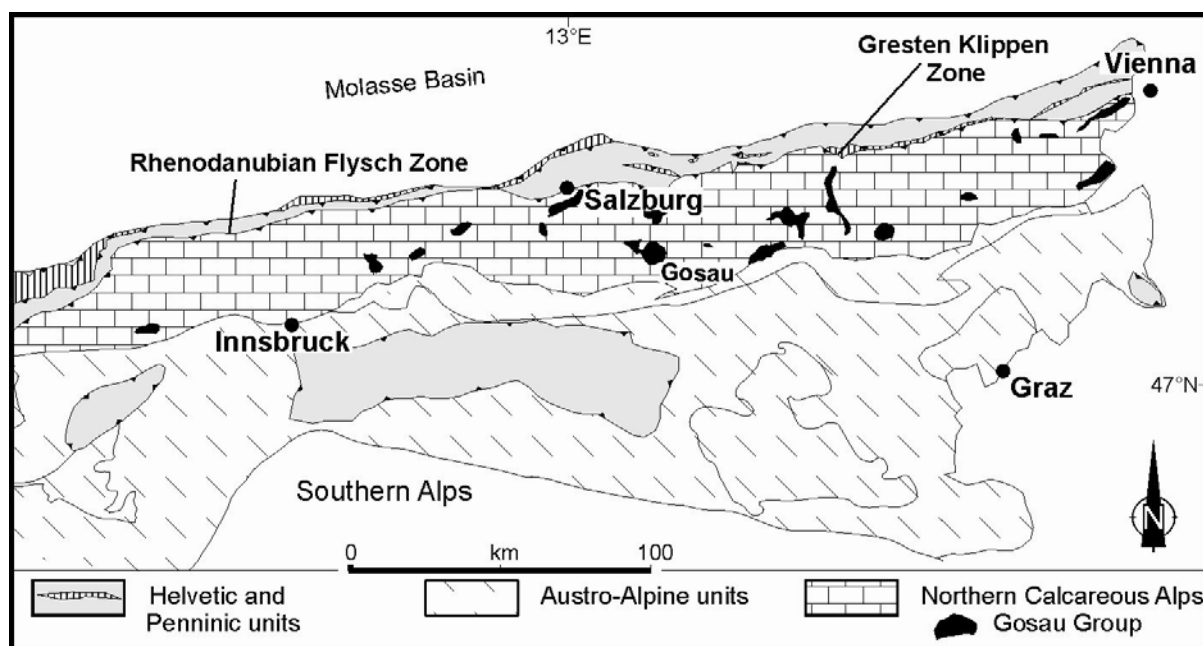 13°E
Molasse Basin
Gresten Klippen
Zone
Vienna
Rhenodanubian Flysch Zone
Salzburg
Gosau
Innsbruck
Graz
47°N
Southern Alps
N
0 km 100
Helvetic and
Penninic units
Austro-Alpine units
Northern Calcareous Alps
Gosau Group